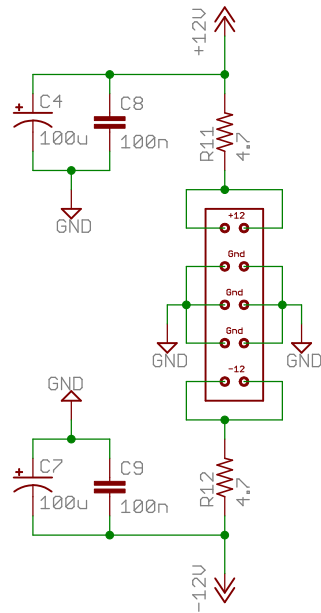 +12V
+
C4
100u
C8
100n
R11
4.7
GND
+12
Gnd
Gnd
Gnd
-12
GND
GND
GND
+
C7
100u
C9
100n
R12
4.7
-12V